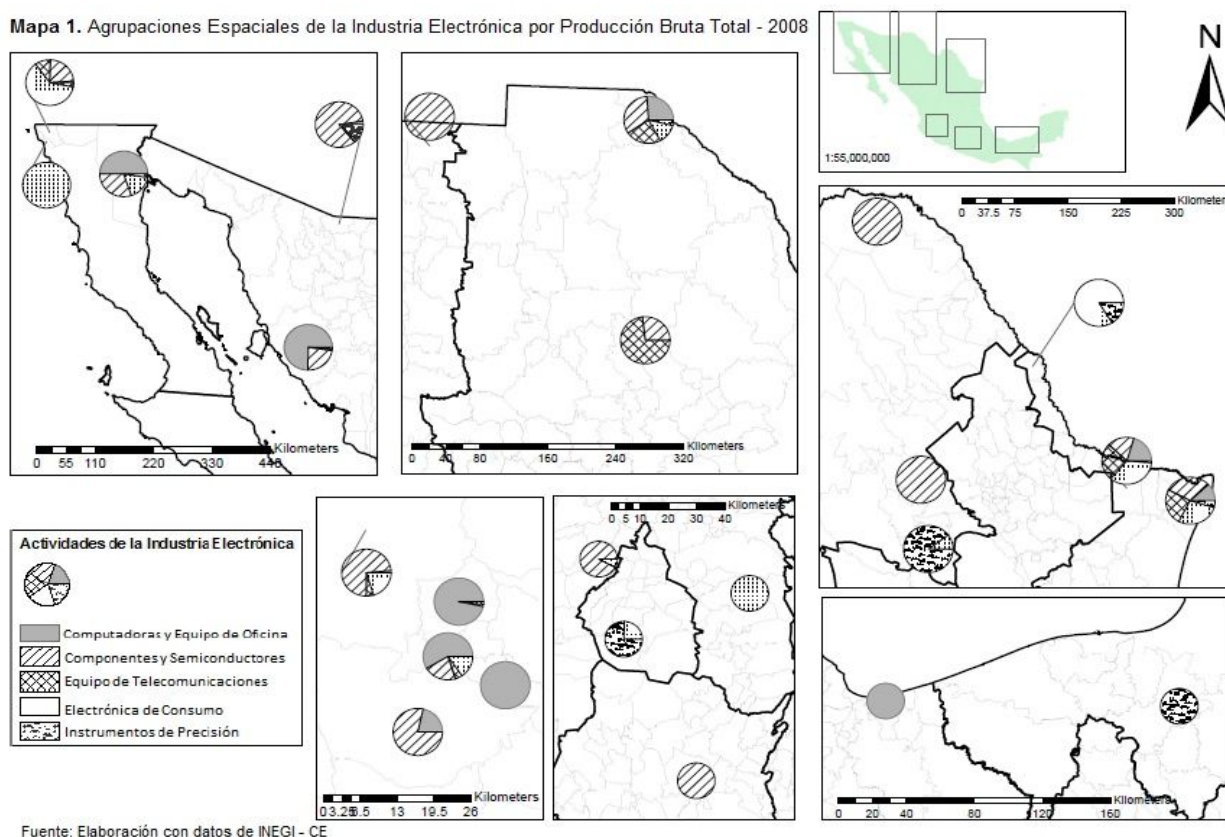 Mapa 1. Agrupaciones Espaciales de la Industria Electrónica por Producción Bruta Total - 2008
N
1:55,000,000
Kilometers
0 55 110 220 330 440
Kilometers
0 40 80 160 240 320
Kilometers
0 37.5 75 150 225 300
Actividades de la Industria Electrónica
Computadoras y Equipo de Oficina
Componentes y Semiconductores
Equipo de Telecomunicaciones
Electrónica de Consumo
Instrumentos de Precisión
Kilometers
0 3.25 6.5 13 19.5 26
Kilometers
0 5 10 20 30 40
Kilometers
0 20 40 80 120 160
Fuente: Elaboración con datos de INEGI - CE